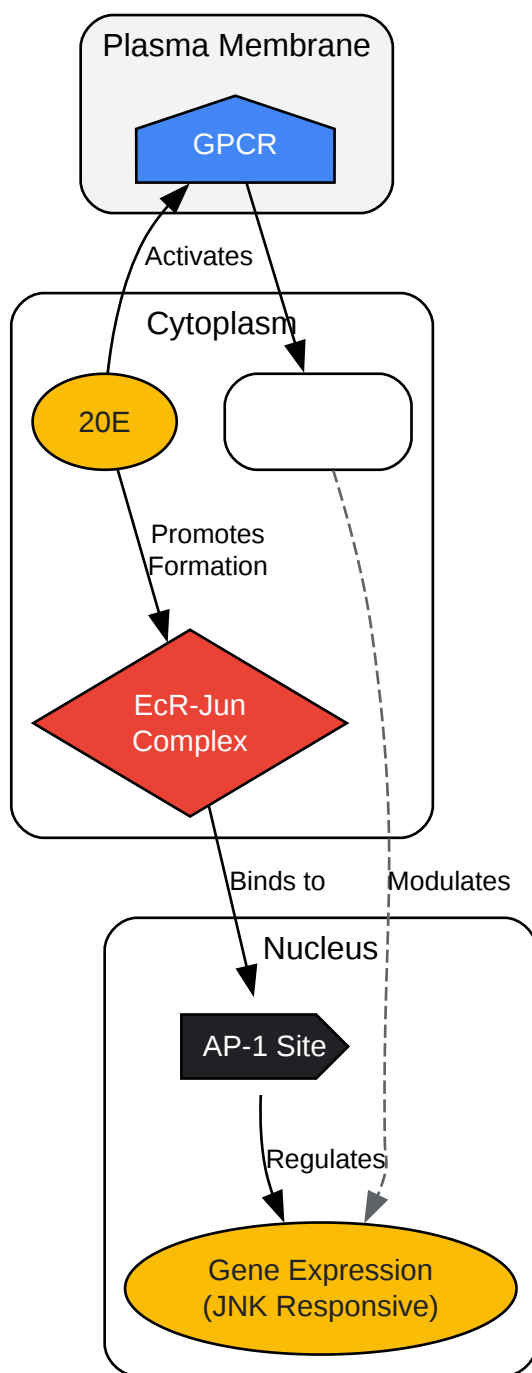 Plasma Membrane
GPCR
Activates
Cytoplasm
20E
Promotes
Formation
EcR-Jun
Complex
Binds to
Modulates
Nucleus
AP-1 Site
Regulates
Gene Expression
(JNK Responsive)